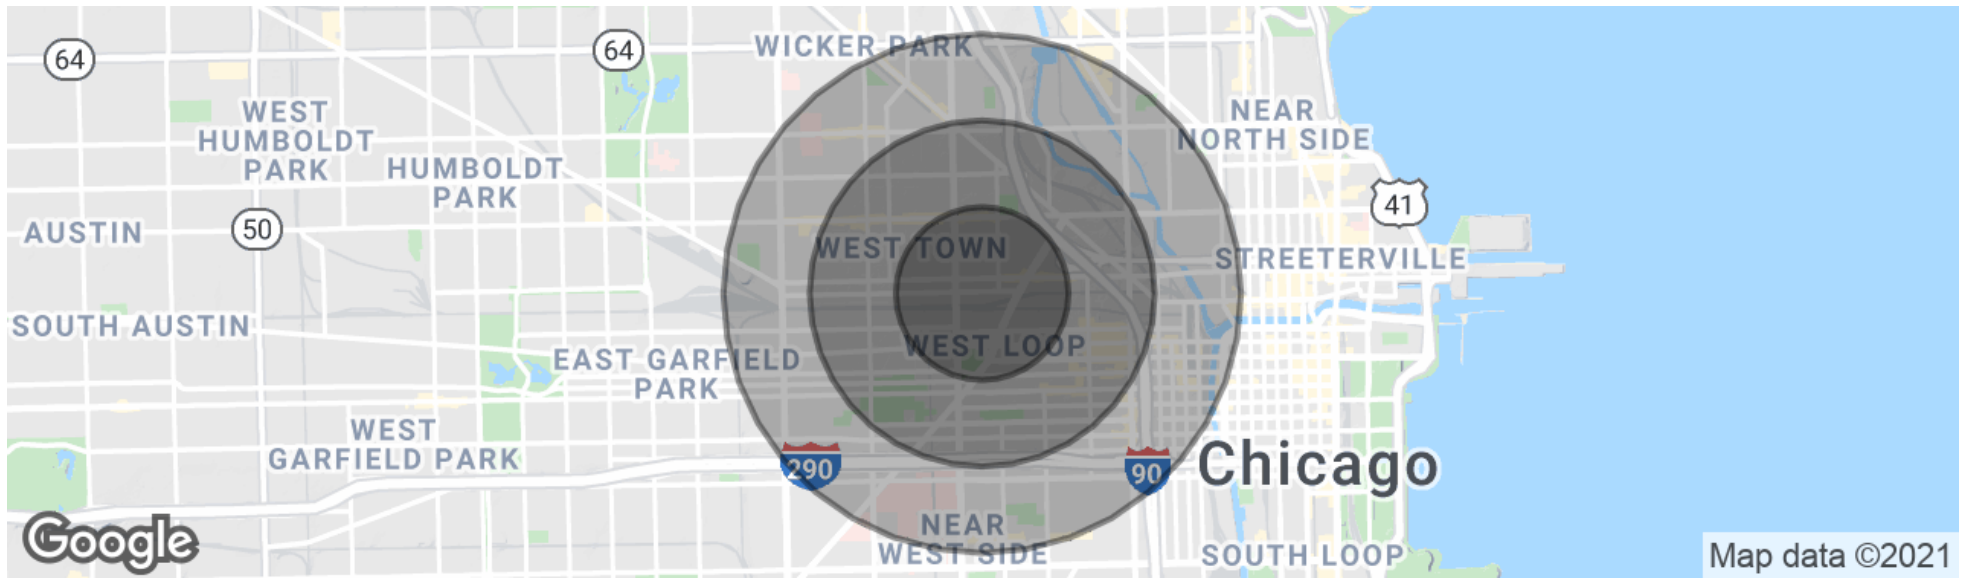 64
64
WICKER PARK
WEST
HUMBOLDT
PARK
HUMBOLDT
PARK
NEAR
NORTH SIDE
41
AUSTIN
50
WEST TOWN
STREETERVILLE
SOUTH AUSTIN
WEST LOOP
EAST GARFIELD
PARK
WEST
GARFIELD PARK
290
90
Chicago
Google
NEAR
WEST SIDE
SOUTH LOOP
Map data ©2021